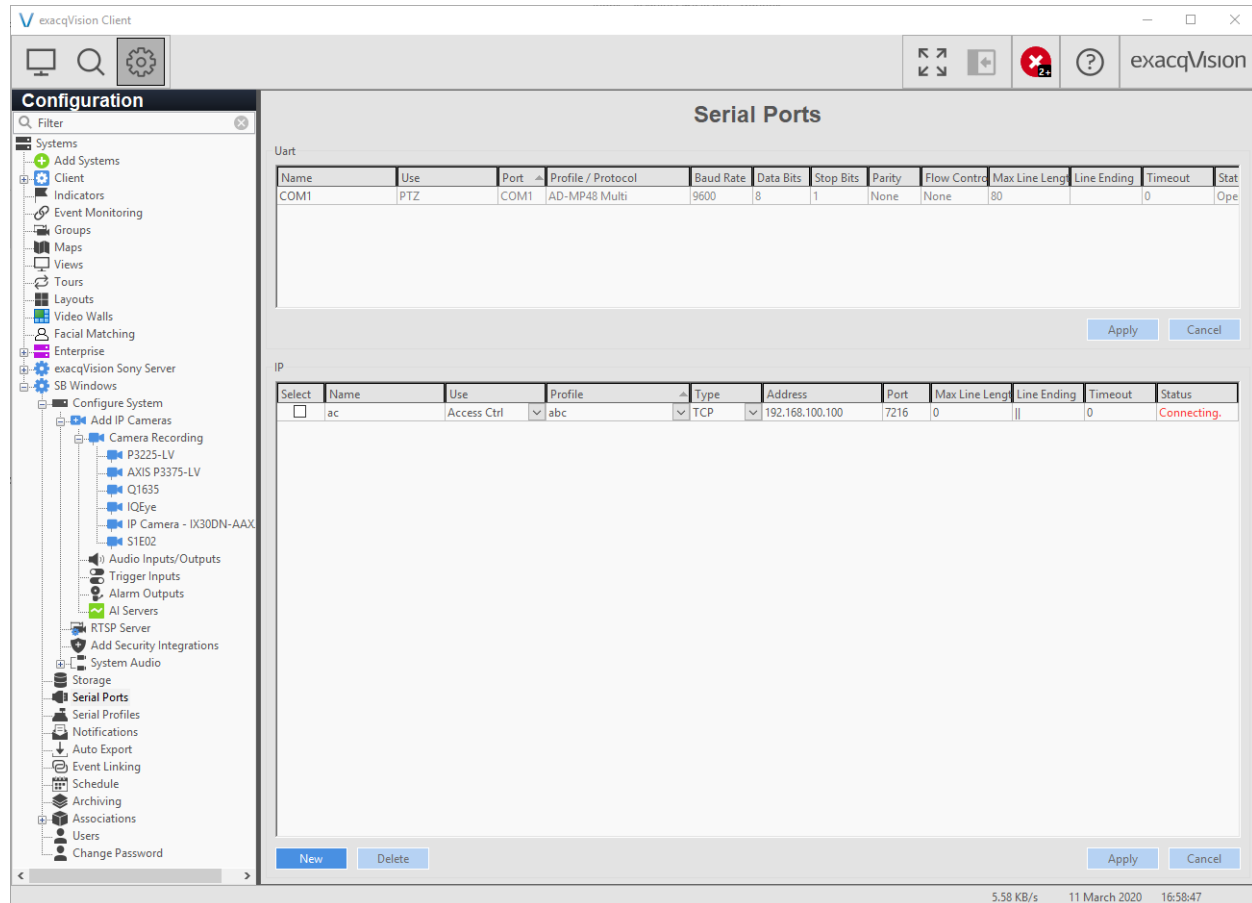 exacqVision Client
2+
?
exacqVision
Configuration
Filter
Systems
Add Systems
Client
Indicators
Event Monitoring
Groups
Maps
Views
Tours
Layouts
Video Walls
Facial Matching
Enterprise
exacqVision Sony Server
SB Windows
Configure System
Add IP Cameras
Camera Recording
P3225-LV
AXIS P3375-LV
Q1635
IQEye
IP Camera - IX30DN-AAX
S1E02
Audio Inputs/Outputs
Trigger Inputs
Alarm Outputs
AI Servers
RTSP Server
Add Security Integrations
System Audio
Storage
Serial Ports
Serial Profiles
Notifications
Auto Export
Event Linking
Schedule
Archiving
Associations
Users
Change Password
Serial Ports
Uart
Name Use Port Profile / Protocol Baud Rate Data Bits Stop Bits Parity Flow Contro Max Line Lengt Line Ending Timeout Stat
COM1 PTZ COM1 AD-MP48 Multi 9600 8 1 None None 80 0 Ope
Apply Cancel
IP
Select Name Use Profile Type Address Port Max Line Lengt Line Ending Timeout Status
ac Access Ctrl abc TCP 192.168.100.100 7216 0 || 0 Connecting.
New Delete Apply Cancel
5.58 KB/s 11 March 2020 16:58:47